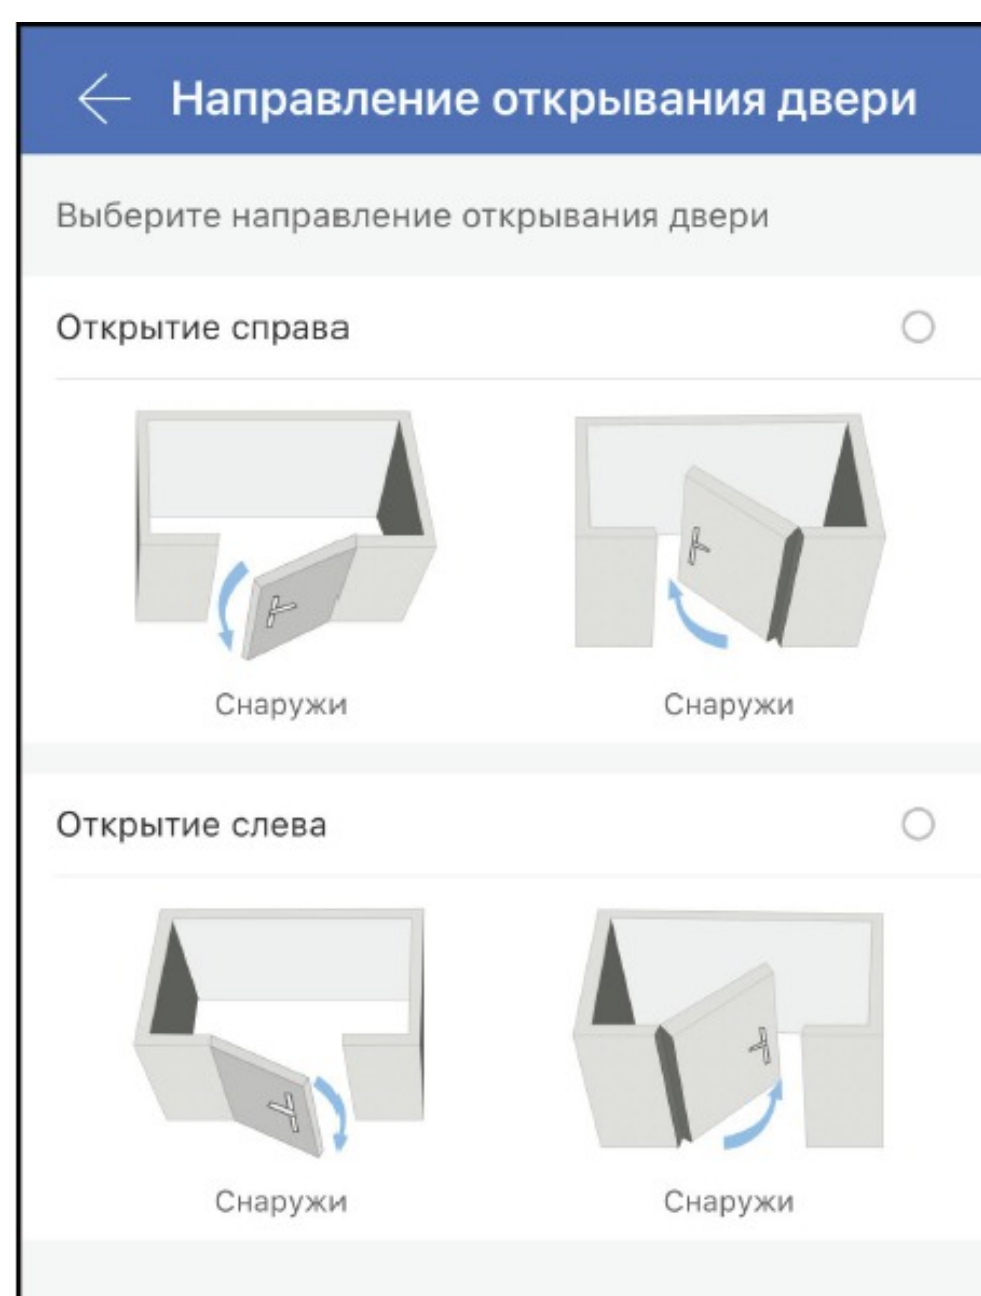 Направление открывания двери
Выберите направление открывания двери
Открытие справа
Снаружи Снаружи
Открытие слева
Снаружи Снаружи